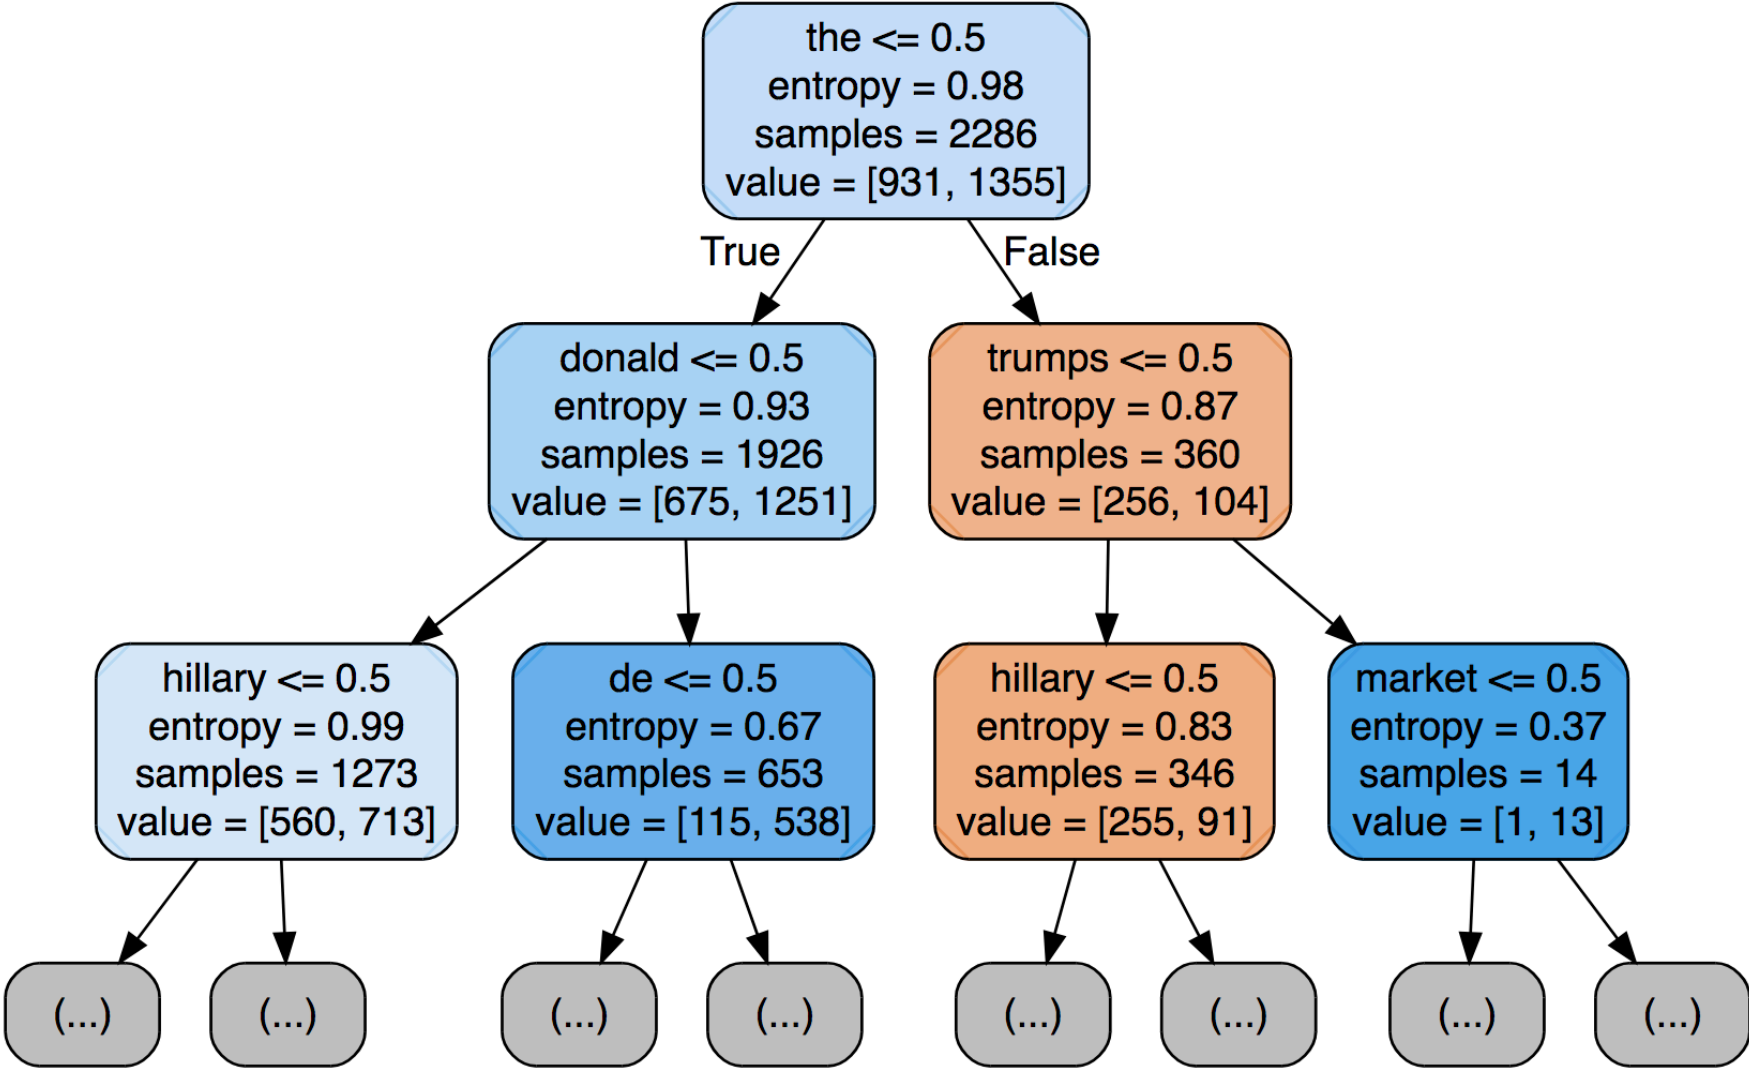 the <= 0.5
entropy = 0.98
samples = 2286
value = [931, 1355]
True
False
donald <= 0.5
entropy = 0.93
samples = 1926
value = [675, 1251]
trumps <= 0.5
entropy = 0.87
samples = 360
value = [256, 104]
hillary <= 0.5
entropy = 0.99
samples = 1273
value = [560, 713]
de <= 0.5
entropy = 0.67
samples = 653
value = [115, 538]
hillary <= 0.5
entropy = 0.83
samples = 346
value = [255, 91]
market <= 0.5
entropy = 0.37
samples = 14
value = [1, 13]
(...)
(...)
(...)
(...)
(...)
(...)
(...)
(...)